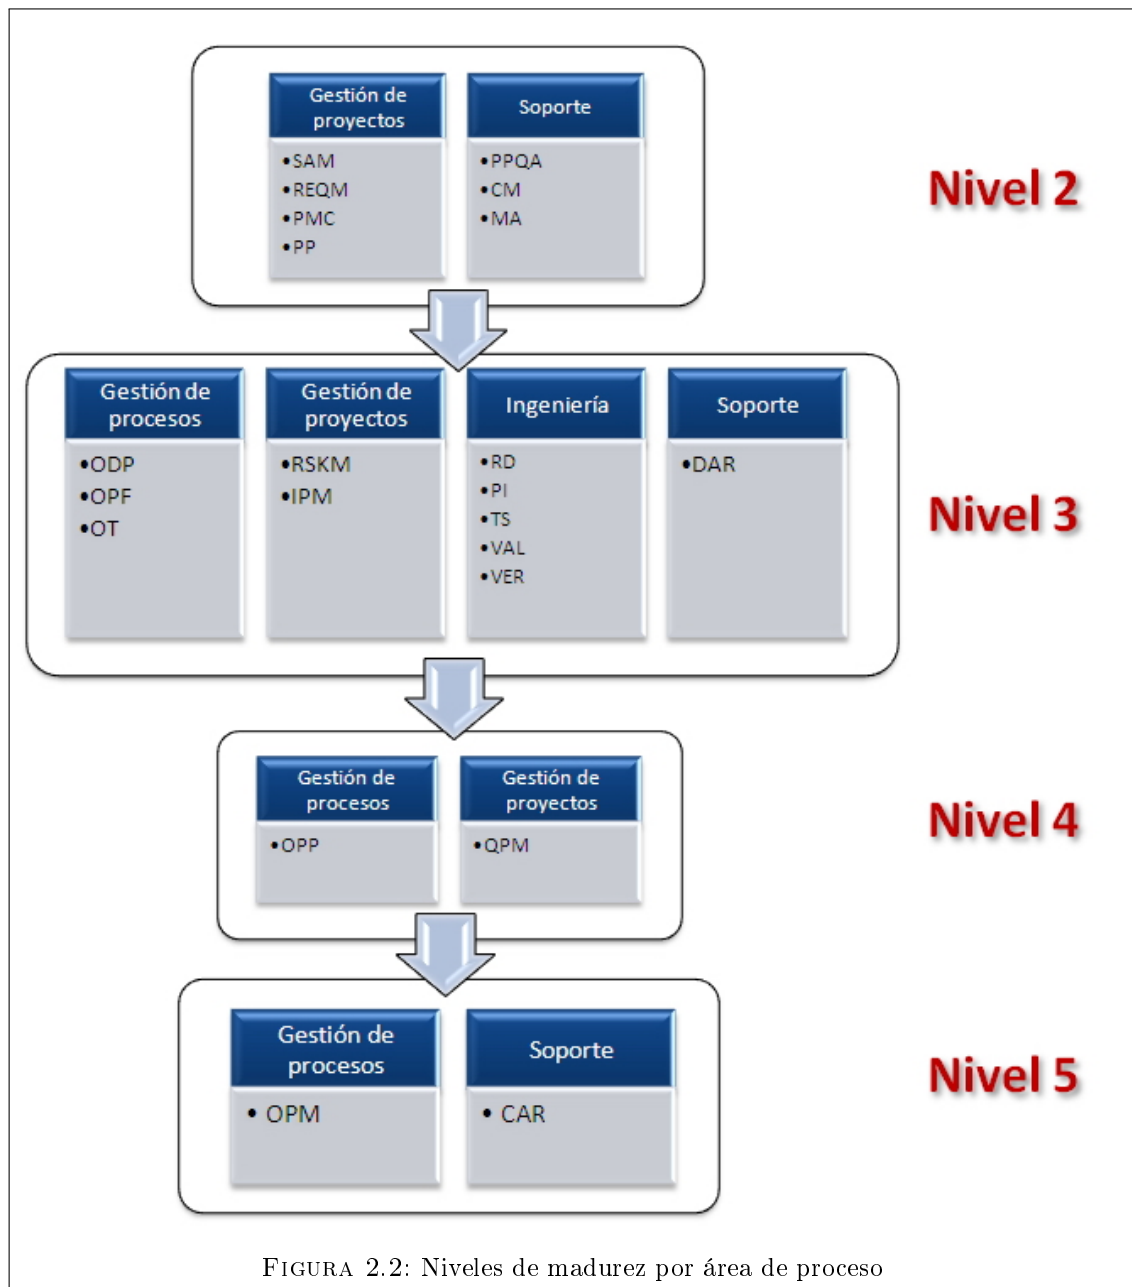 Gestión de
proyectos
•SAM
•REQM
•PMC
•PP
Soporte
•PPQA
•CM
•MA
Nivel 2
Gestión de
procesos
•ODP
•OPF
•OT
Gestión de
proyectos
•RSKM
•IPM
Ingeniería
•RD
•PI
•TS
•VAL
•VER
Soporte
•DAR
Nivel 3
Gestión de
procesos
•OPP
Gestión de
proyectos
•QPM
Nivel 4
Gestión de
procesos
• OPM
Soporte
• CAR
Nivel 5
FIGURA 2.2: Niveles de madurez por área de proceso